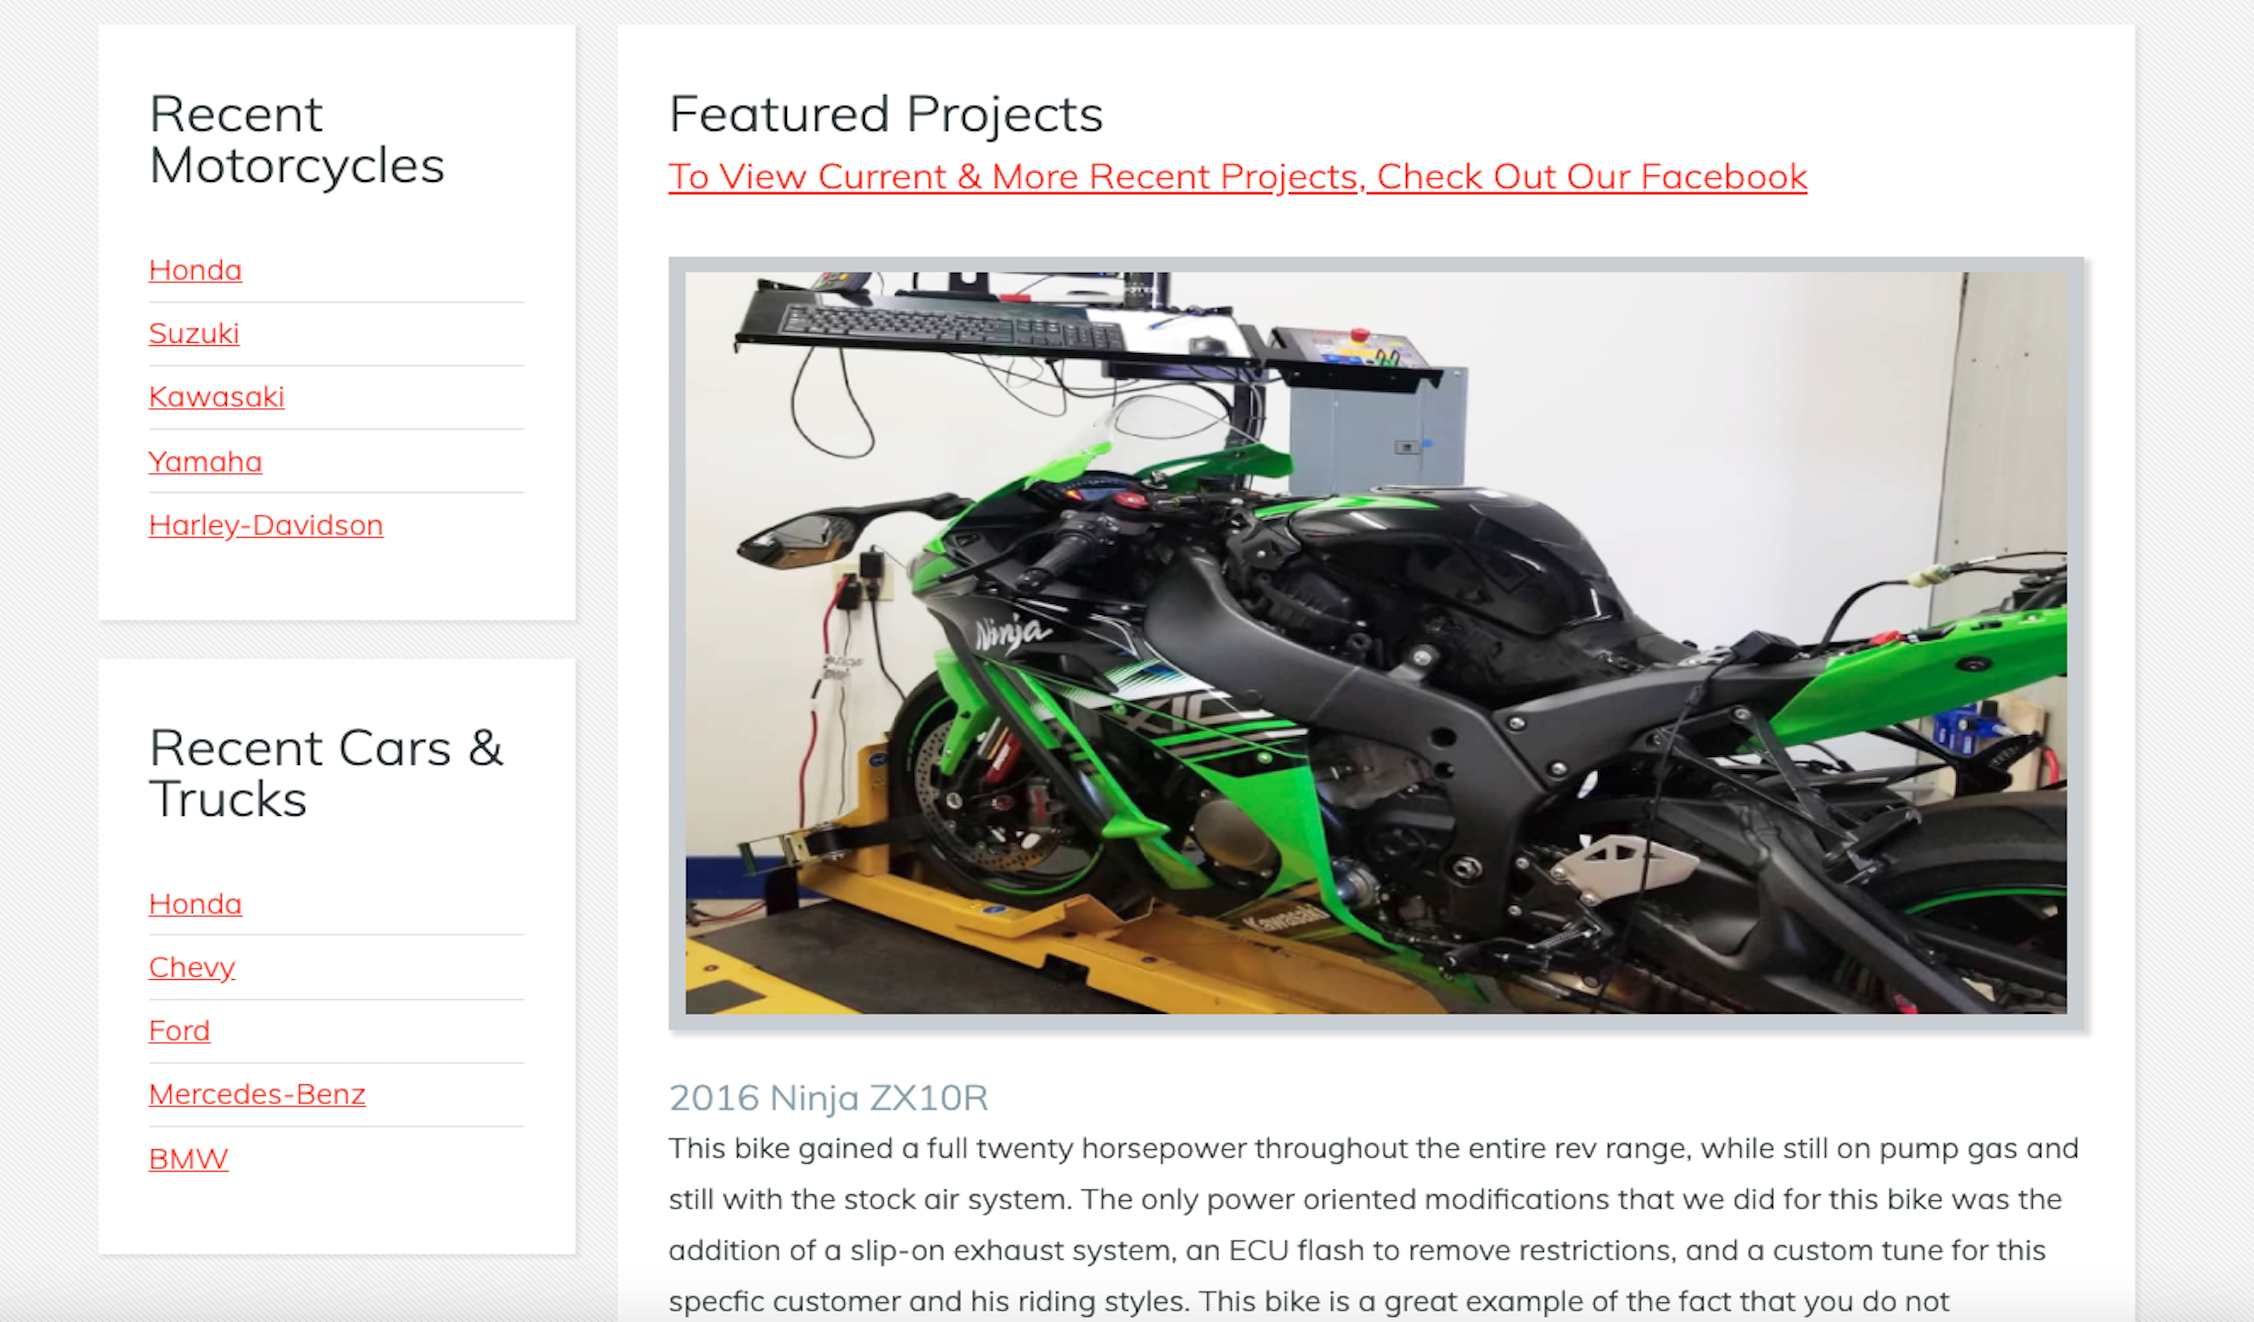 Recent
Motorcycles
Honda
Suzuki
Kawasaki
Yamaha
Harley-Davidson
Recent Cars &
Trucks
Honda
Chevy
Ford
Mercedes-Benz
BMW
Featured Projects
To View Current & More Recent Projects, Check Out Our Facebook
Ninja
Kawasaki
2016 Ninja ZX10R
This bike gained a full twenty horsepower throughout the entire rev range, while still on pump gas and
still with the stock air system. The only power oriented modifications that we did for this bike was the
addition of a slip-on exhaust system, an ECU flash to remove restrictions, and a custom tune for this
specfic customer and his riding styles. This bike is a great example of the fact that you do not